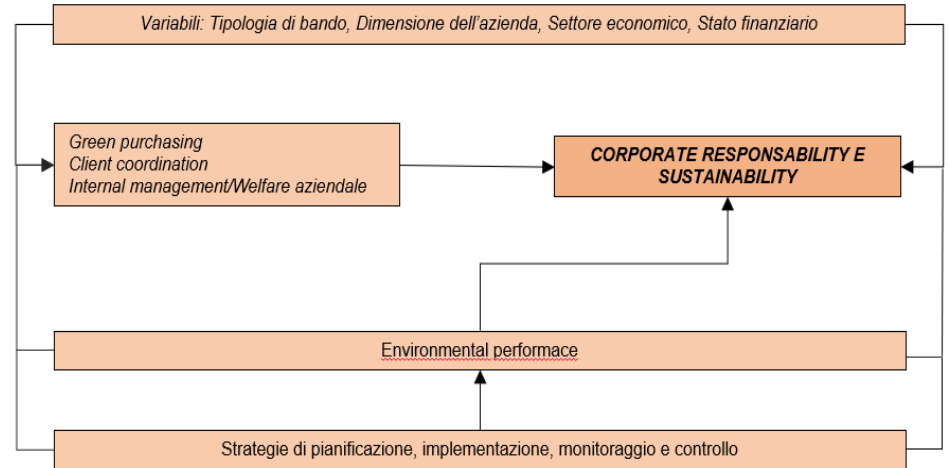 Variabili: Tipologia di bando, Dimensione dell'azienda, Settore economico, Stato finanziario
Green purchasing
Client coordination
Internal management/Welfare aziendale
CORPORATE RESPONSABILITY E
SUSTAINABILITY
Environmental performace
Strategie di pianificazione, implementazione, monitoraggio e controllo